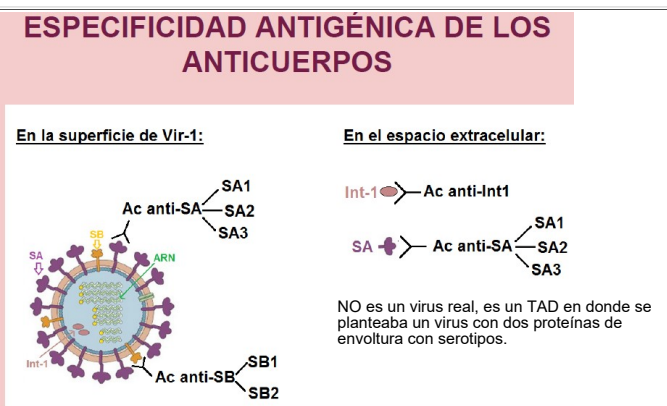 ESPECIFICIDAD ANTIGÉNICA DE LOS
ANTICUERPOS
En la superficie de Vir-1:
SA1
Ac anti-SA
SA2
SA3
SB
SA
ARN
Int-1
SB1
Ac anti-SB
SB2
En el espacio extracelular:
Int-1
Ac anti-Int1
SA1
SA
Ac anti-SA
SA2
SA3
NO es un virus real, es un TAD en donde se
planteaba un virus con dos proteínas de
envoltura con serotipos.